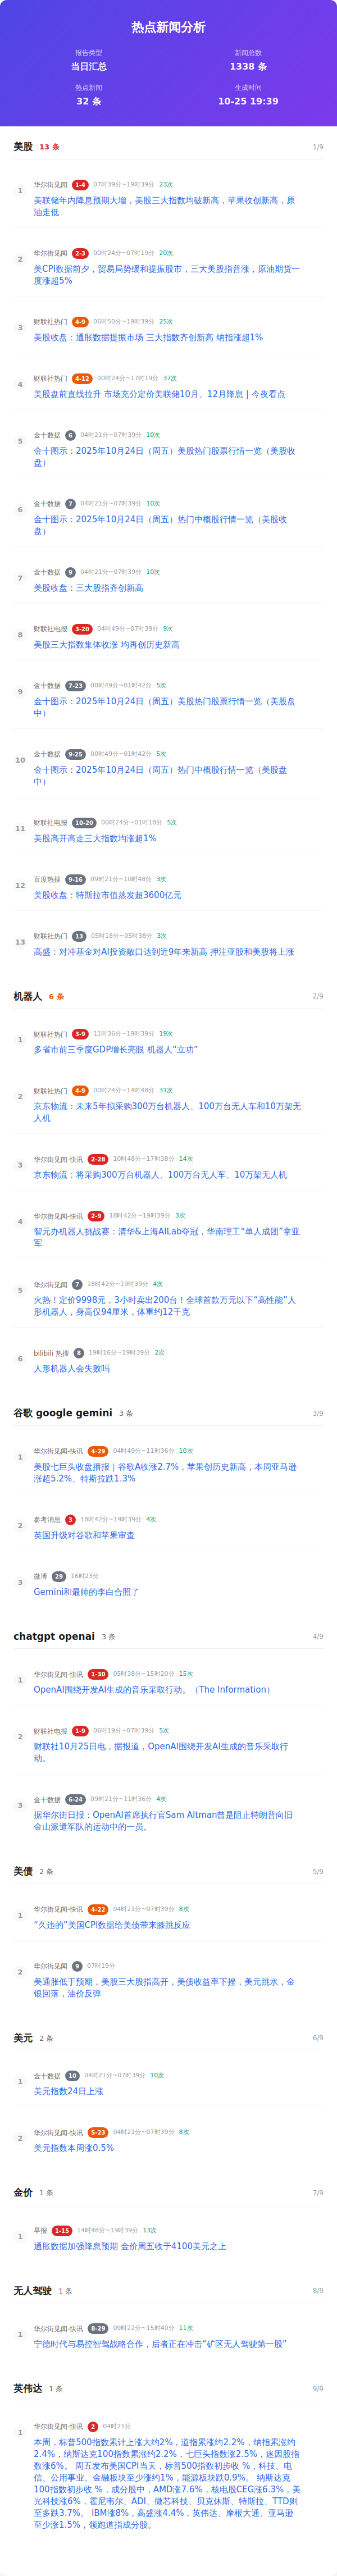 热点新闻分析
报告类型
新闻总数
当日汇总
1338 条
热点新闻
生成时间
32 条
10-25 19:39
美股 13 条 1/9
1
华尔街见闻 1-4 07时39分~19时39分 23次
美联储年内降息预期大增，美股三大指数均破新高，苹果收创新高，原
油走低
2
华尔街见闻 2-3 00时24分~07时19分 20次
美CPI数据前夕，贸易局势缓和提振股市，三大美股指普涨，原油期货一
度涨超5%
3
财联社热门 4-9 06时50分~19时39分 25次
美股收盘：通胀数据提振市场 三大指数齐创新高 纳指涨超1%
4
财联社热门 4-12 00时24分~17时19分 37次
美股盘前直线拉升 市场充分定价美联储10月、12月降息 | 今夜看点
5
金十数据 6 04时21分~07时39分 10次
金十图示：2025年10月24日（周五）美股热门股票行情一览（美股收
盘）
6
金十数据 7 04时21分~07时39分 10次
金十图示：2025年10月24日（周五）热门中概股行情一览（美股收
盘）
7
金十数据 9 04时21分~07时39分 10次
美股收盘：三大股指齐创新高
8
财联社电报 3-20 04时49分~07时39分 9次
美股三大指数集体收涨 均再创历史新高
9
金十数据 7-23 00时49分~01时42分 5次
金十图示：2025年10月24日（周五）美股热门股票行情一览（美股盘
中）
10
金十数据 9-25 00时49分~01时42分 5次
金十图示：2025年10月24日（周五）热门中概股行情一览（美股盘
中）
11
财联社电报 10-20 00时24分~01时18分 5次
美股高开高走三大指数均涨超1%
12
百度热搜 9-16 09时21分~10时48分 3次
美股收盘：特斯拉市值蒸发超3600亿元
13
财联社热门 13 05时18分~05时38分 3次
高盛：对冲基金对AI投资敞口达到近9年来新高 押注亚股和美股将上涨
机器人 6 条 2/9
1
财联社热门 3-9 11时36分~19时39分 19次
多省市前三季度GDP增长亮眼 机器人“立功”
2
财联社热门 4-9 00时24分~14时48分 31次
京东物流：未来5年拟采购300万台机器人、100万台无人车和10万架无
人机
3
华尔街见闻-快讯 2-28 10时48分~17时38分 14次
京东物流：将采购300万台机器人、100万台无人车、10万架无人机
4
华尔街见闻-快讯 2-9 18时42分~19时39分 3次
智元办机器人挑战赛：清华&上海AILab夺冠，华南理工“单人成团”拿亚
军
5
华尔街见闻 7 18时42分~19时39分 4次
火热！定价9998元，3小时卖出200台！全球首款万元以下“高性能”人
形机器人，身高仅94厘米，体重约12千克
6
bilibili 热搜 8 19时16分~19时39分 2次
人形机器人会失败吗
谷歌 google gemini 3 条 3/9
1
华尔街见闻-快讯 4-29 04时49分~11时36分 10次
美股七巨头收盘播报｜谷歌A收涨2.7%，苹果创历史新高，本周亚马逊
涨超5.2%、特斯拉跌1.3%
2
参考消息 3 18时42分~19时39分 4次
英国升级对谷歌和苹果审查
3
微博 29 16时23分
Gemini和最帅的李白合照了
chatgpt openai 3 条 4/9
1
华尔街见闻-快讯 1-30 05时38分~15时20分 15次
OpenAI围绕开发AI生成的音乐采取行动。（The Information）
2
财联社电报 1-9 06时19分~07时39分 5次
财联社10月25日电，据报道，OpenAI围绕开发AI生成的音乐采取行
动。
3
金十数据 6-24 09时21分~11时36分 4次
据华尔街日报：OpenAI首席执行官Sam Altman曾是阻止特朗普向旧
金山派遣军队的运动中的一员。
美债 2 条 5/9
1
华尔街见闻-快讯 4-22 04时21分~07时39分 8次
“久违的”美国CPI数据给美债带来膝跳反应
2
华尔街见闻 9 07时19分
美通胀低于预期，美股三大股指高开，美债收益率下挫，美元跳水，金
银回落，油价反弹
美元 2 条 6/9
1
金十数据 10 04时21分~07时39分 10次
美元指数24日上涨
2
华尔街见闻-快讯 5-23 04时21分~07时39分 8次
美元指数本周涨0.5%
金价 1 条 7/9
1
早报 1-15 14时48分~19时39分 13次
通胀数据加强降息预期 金价周五收于4100美元之上
无人驾驶 1 条 8/9
1
华尔街见闻-快讯 8-29 09时22分~15时40分 11次
宁德时代与易控智驾战略合作，后者正在冲击“矿区无人驾驶第一股”
英伟达 1 条 9/9
1
华尔街见闻-快讯 2 04时21分
本周，标普500指数累计上涨大约2%，道指累涨约2.2%，纳指累涨约
2.4%，纳斯达克100指数累涨约2.2%，七巨头指数涨2.5%，迷因股指
数涨6%。 周五发布美国CPI当天，标普500指数初步收 %，科技、电
信、公用事业、金融板块至少涨约1%，能源板块跌0.9%。 纳斯达克
100指数初步收 %，成分股中，AMD涨7.6%，核电股CEG涨6.3%，美
光科技涨6%，霍尼韦尔、ADI、微芯科技、贝克休斯、特斯拉、TTD则
至多跌3.7%。 IBM涨8%，高盛涨4.4%，英伟达、摩根大通、亚马逊
至少涨1.5%，领跑道指成分股。